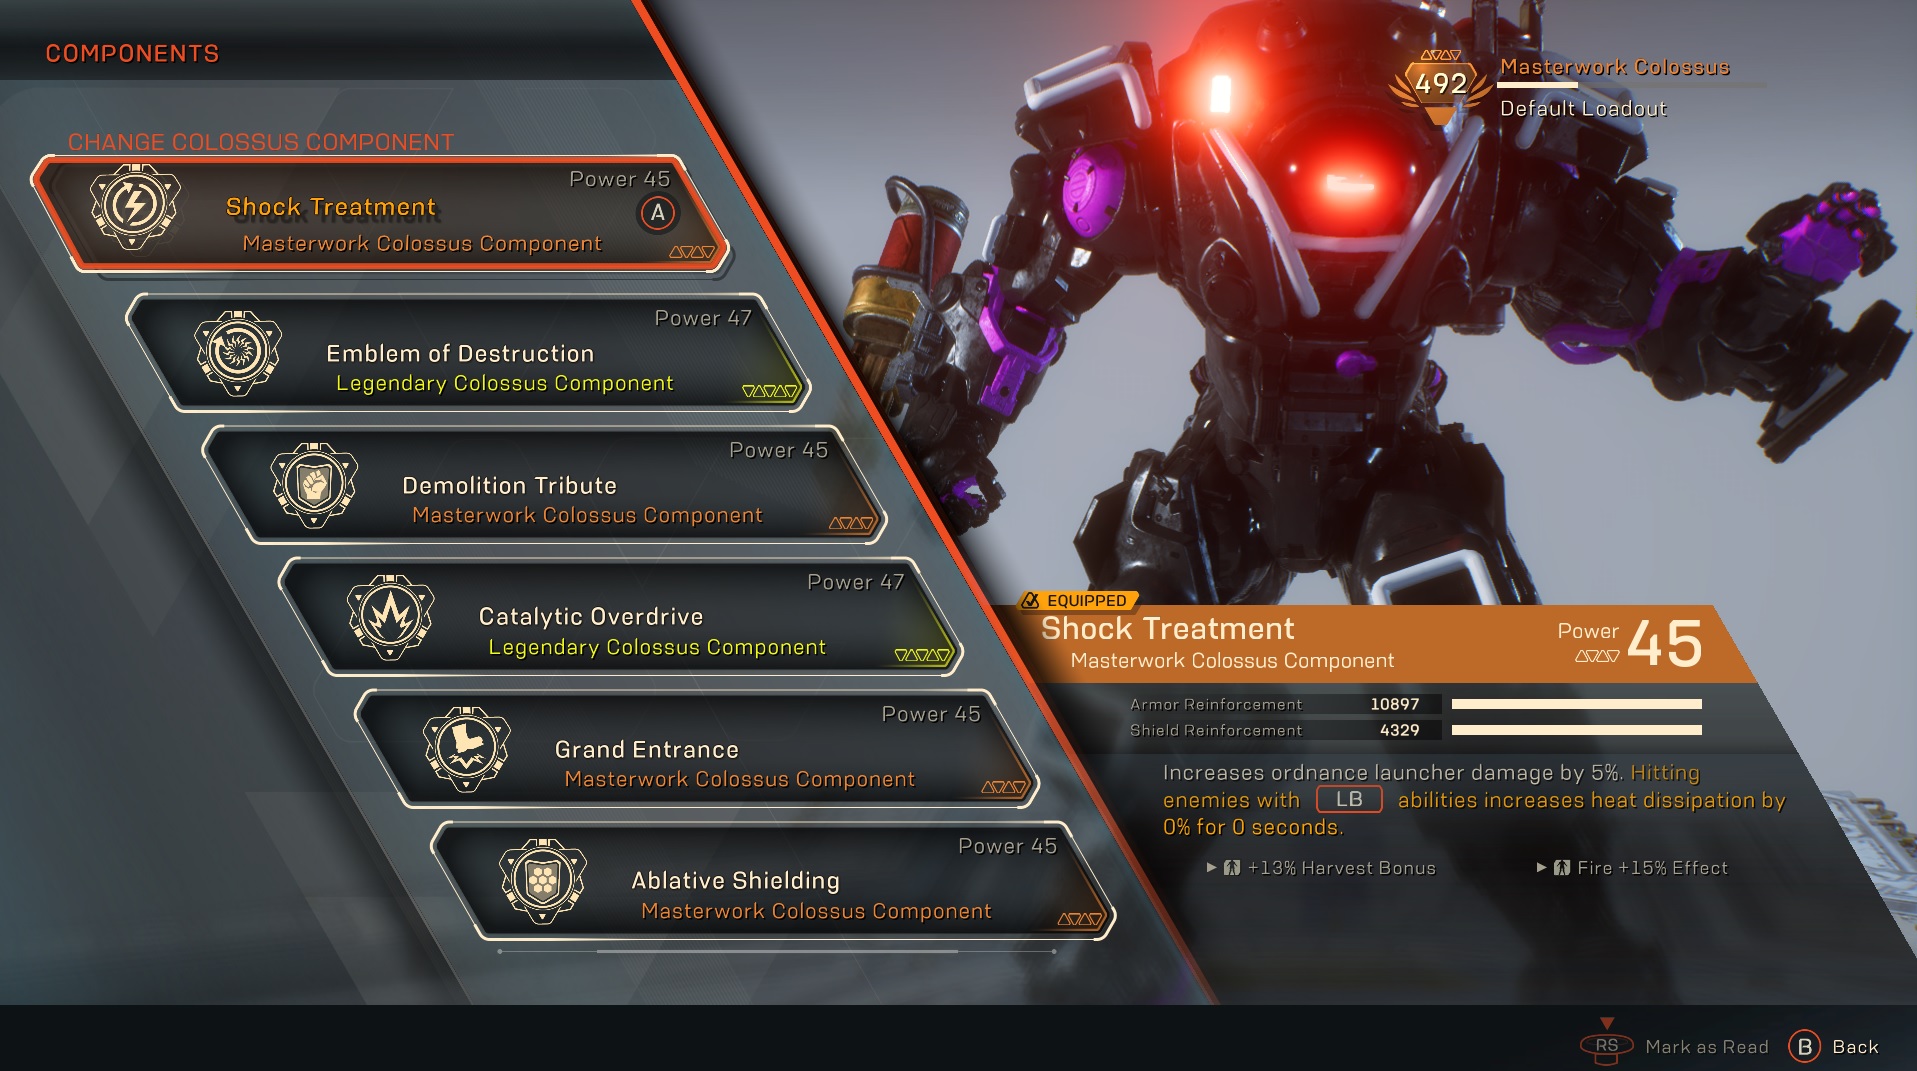 COMPONENTS
CHANGE COLOSSUS COMPONENT
Power 45
Shock Treatment
A
Masterwork Colossus Component
Power 47
Emblem of Destruction
Legendary Colossus Component
Power 45
Demolition Tribute
Masterwork Colossus Component
Power 47
Catalytic Overdrive
Legendary Colossus Component
Power 45
Grand Entrance
Masterwork Colossus Component
Power 45
Ablative Shielding
Masterwork Colossus Component
492
Masterwork Colossus
Default Loadout
EQUIPPED
Shock Treatment
Masterwork Colossus Component
Power 45
Armor Reinforcement 10897
Shield Reinforcement 4329
Increases ordnance launcher damage by 5%. Hitting
enemies with LB abilities increases heat dissipation by
0% for 0 seconds.
+13% Harvest Bonus
Fire +15% Effect
RS Mark as Read B Back